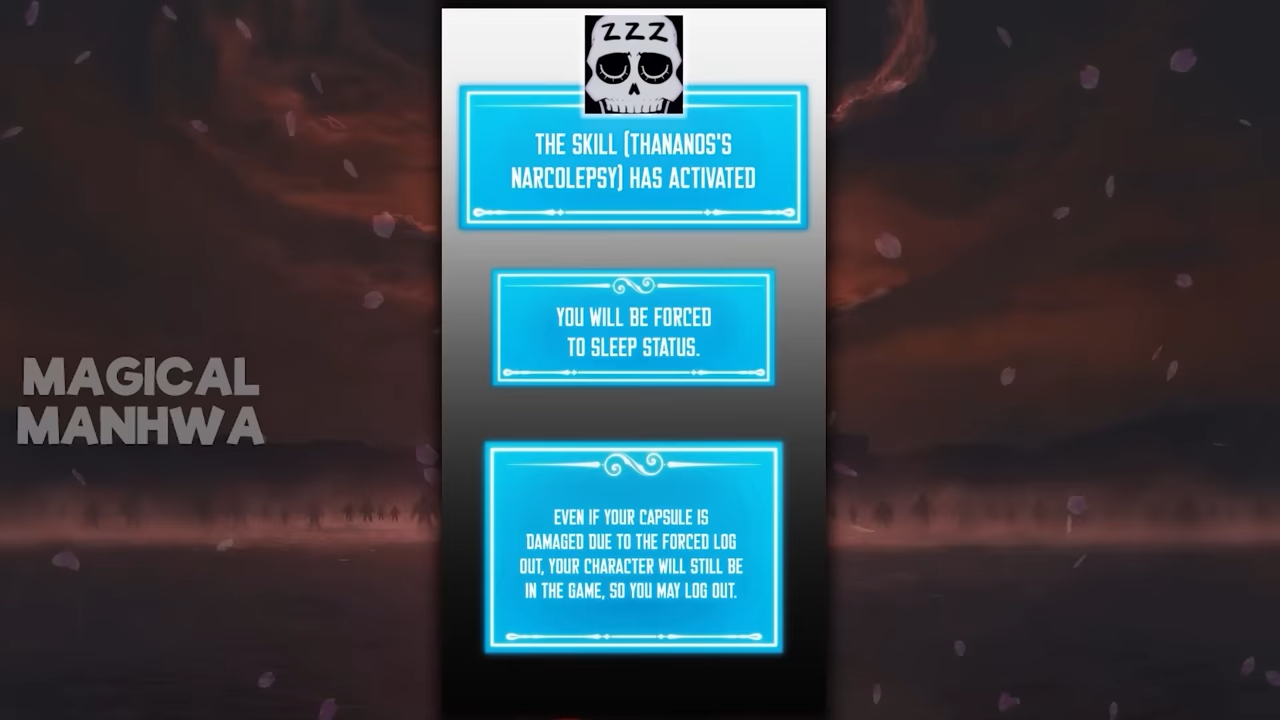 ZZZ
THE SKILL [THANANOS'S
NARCOLEPSY] HAS ACTIVATED
YOU WILL BE FORCED
TO SLEEP STATUS.
EVEN IF YOUR CAPSULE IS
DAMAGED DUE TO THE FORCED LOG
OUT, YOUR CHARACTER WILL STILL BE
IN THE GAME, SO YOU MAY LOG OUT.
MAGICAL
MANHWA